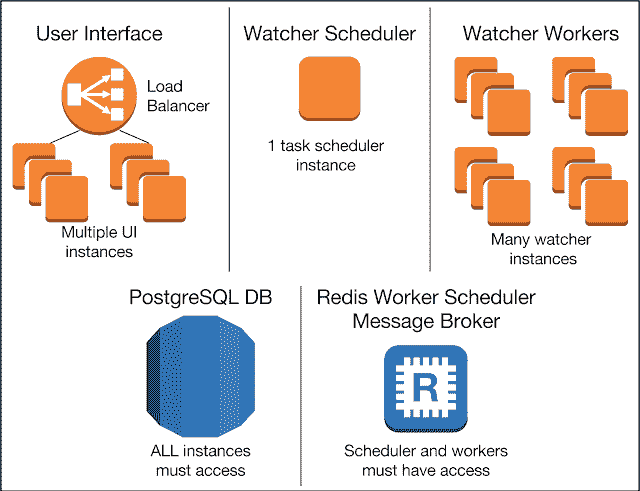 User Interface
Load
Balancer
Multiple UI
instances
Watcher Scheduler
1 task scheduler
instance
Watcher Workers
Many watcher
instances
PostgreSQL DB
ALL instances
must access
Redis Worker Scheduler
Message Broker
R
Scheduler and workers
must have access